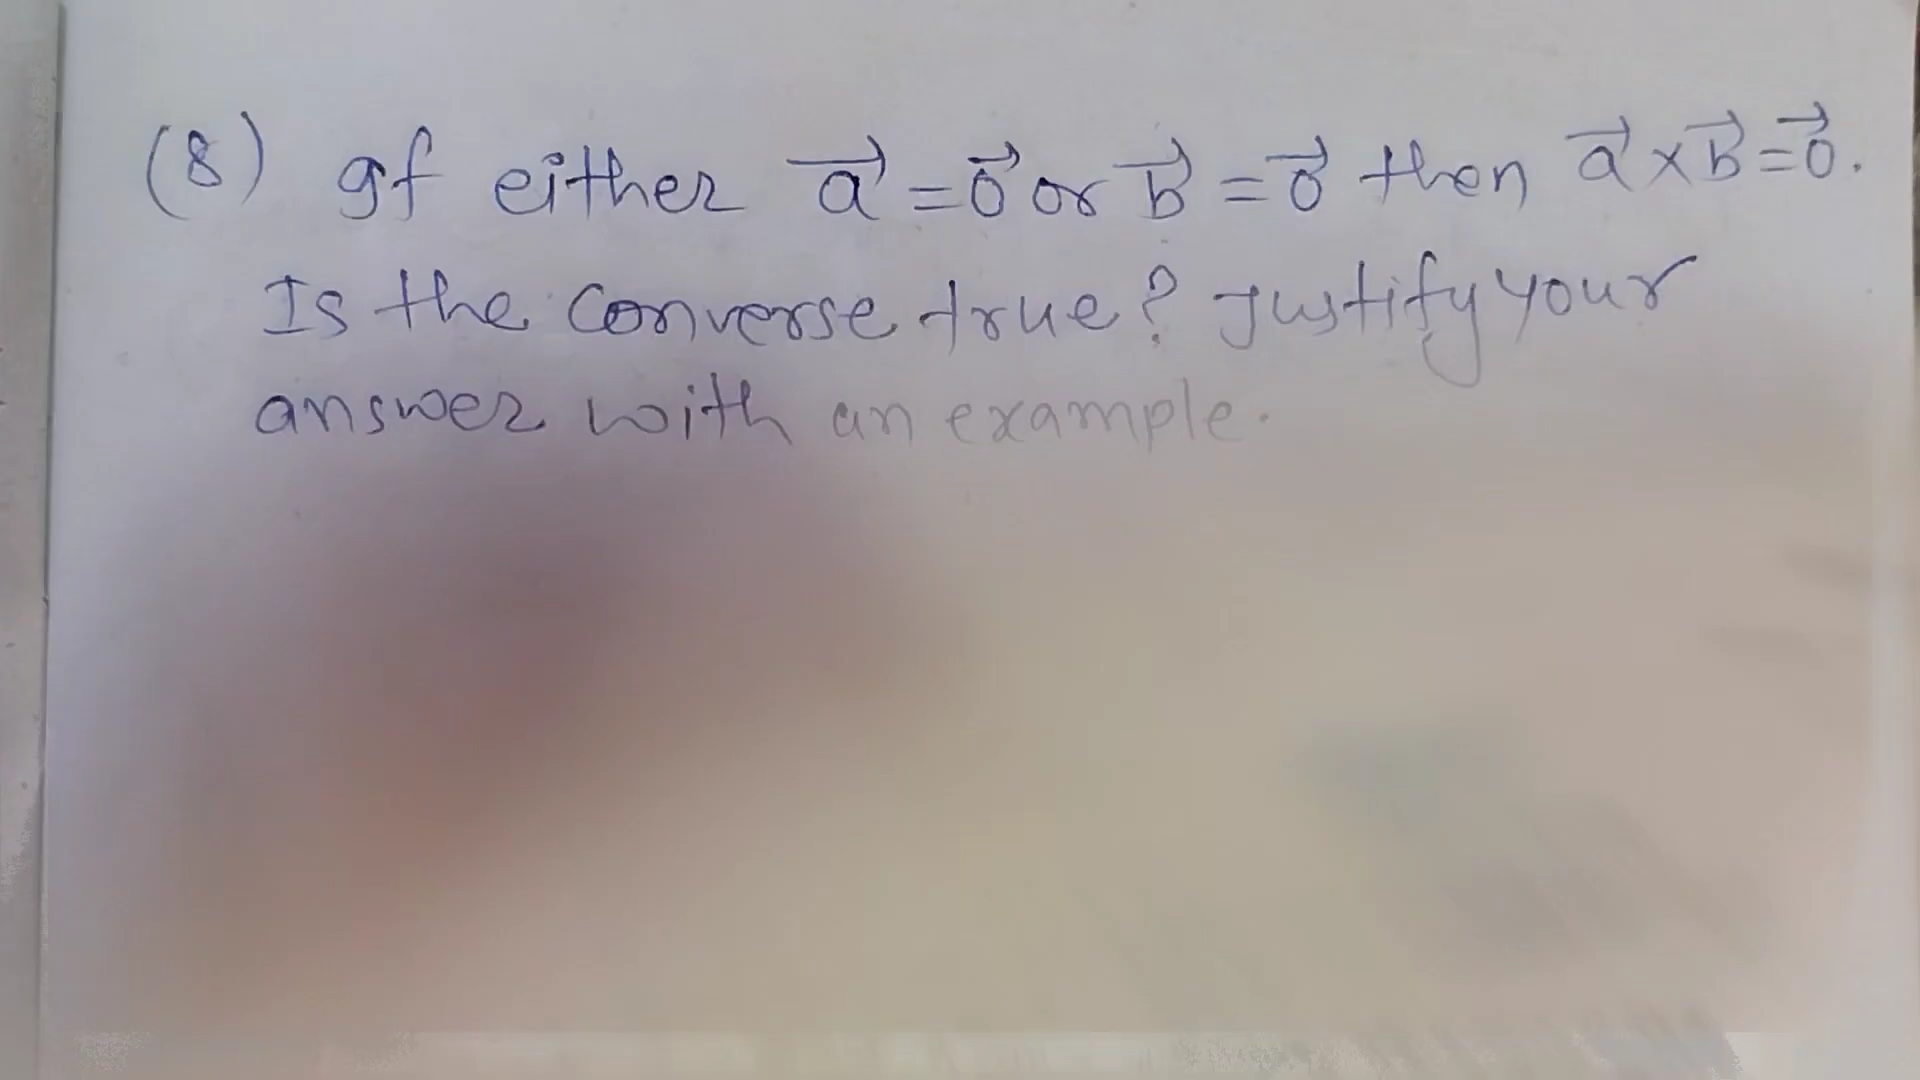 (8) If either a⃗ = 0⃗ or b⃗ = 0⃗ then a⃗ × b⃗ = 0⃗.
Is the converse true? Justify your
answer with an example.